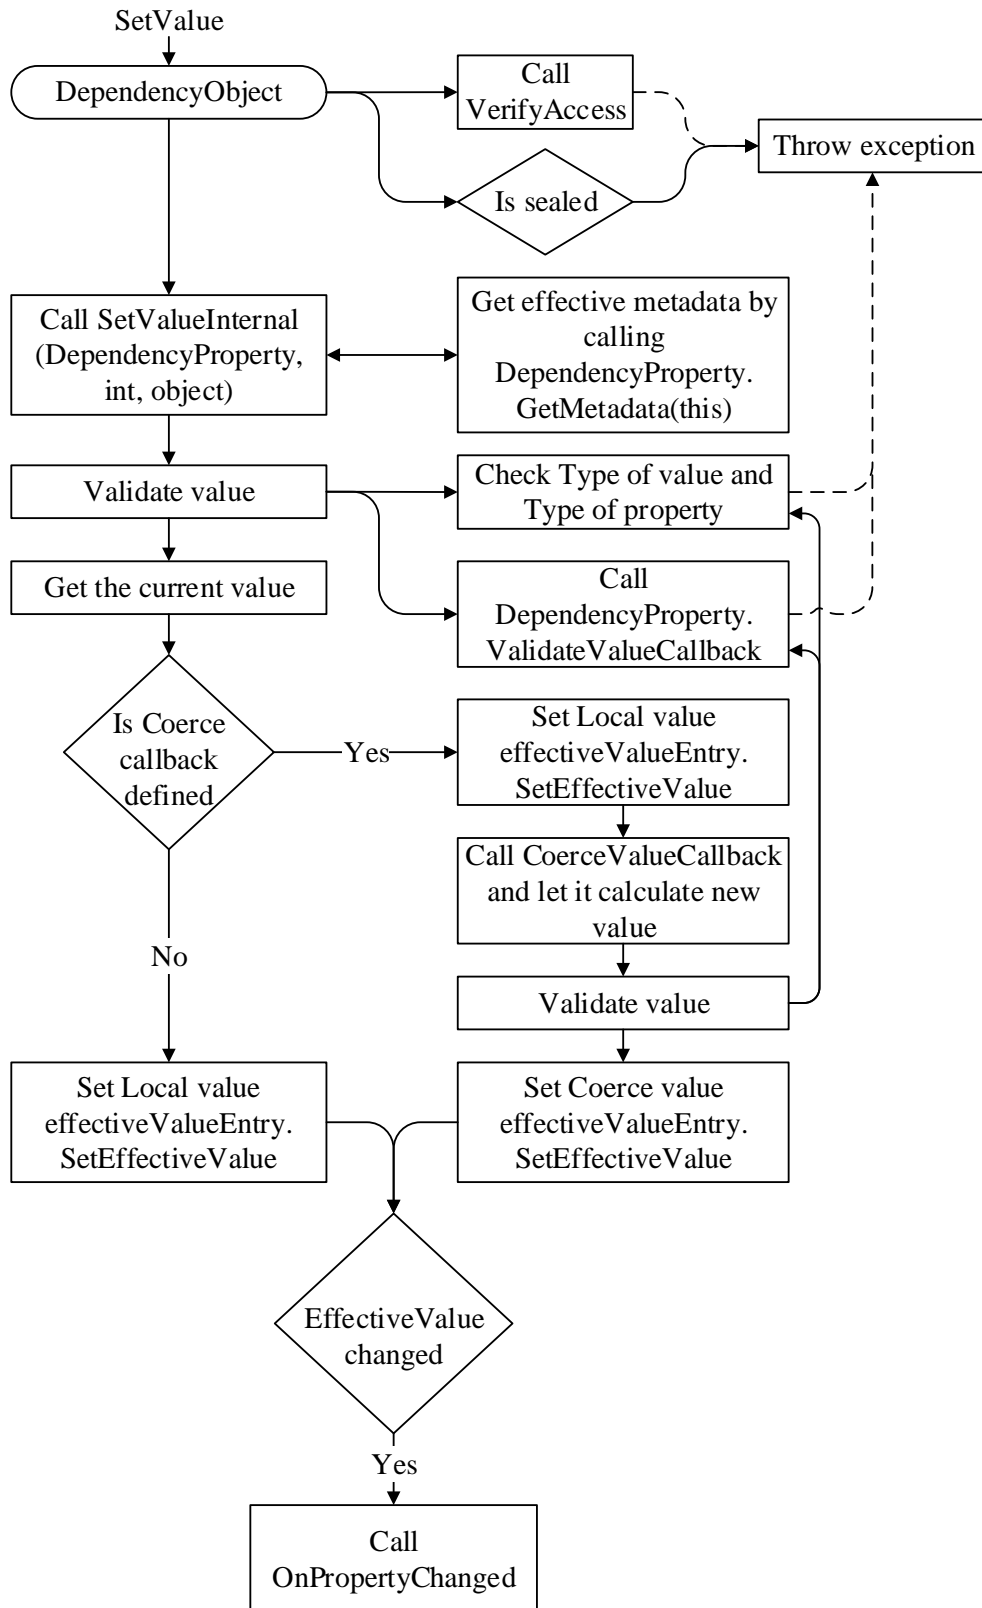 SetValue
DependencyObject
Call
VerifyAccess
Throw exception
Is sealed
Call SetValueInternal
(DependencyProperty,
int, object)
Get effective metadata by
calling
DependencyProperty.
GetMetadata(this)
Validate value
Check Type of value and
Type of property
Get the current value
Call
DependencyProperty.
ValidateValueCallback
Is Coerce
callback
defined
Yes
Set Local value
effectiveValueEntry.
SetEffectiveValue
Call CoerceValueCallback
and let it calculate new
value
No
Validate value
Set Local value
effectiveValueEntry.
SetEffectiveValue
Set Coerce value
effectiveValueEntry.
SetEffectiveValue
EffectiveValue
changed
Yes
Call
OnPropertyChanged